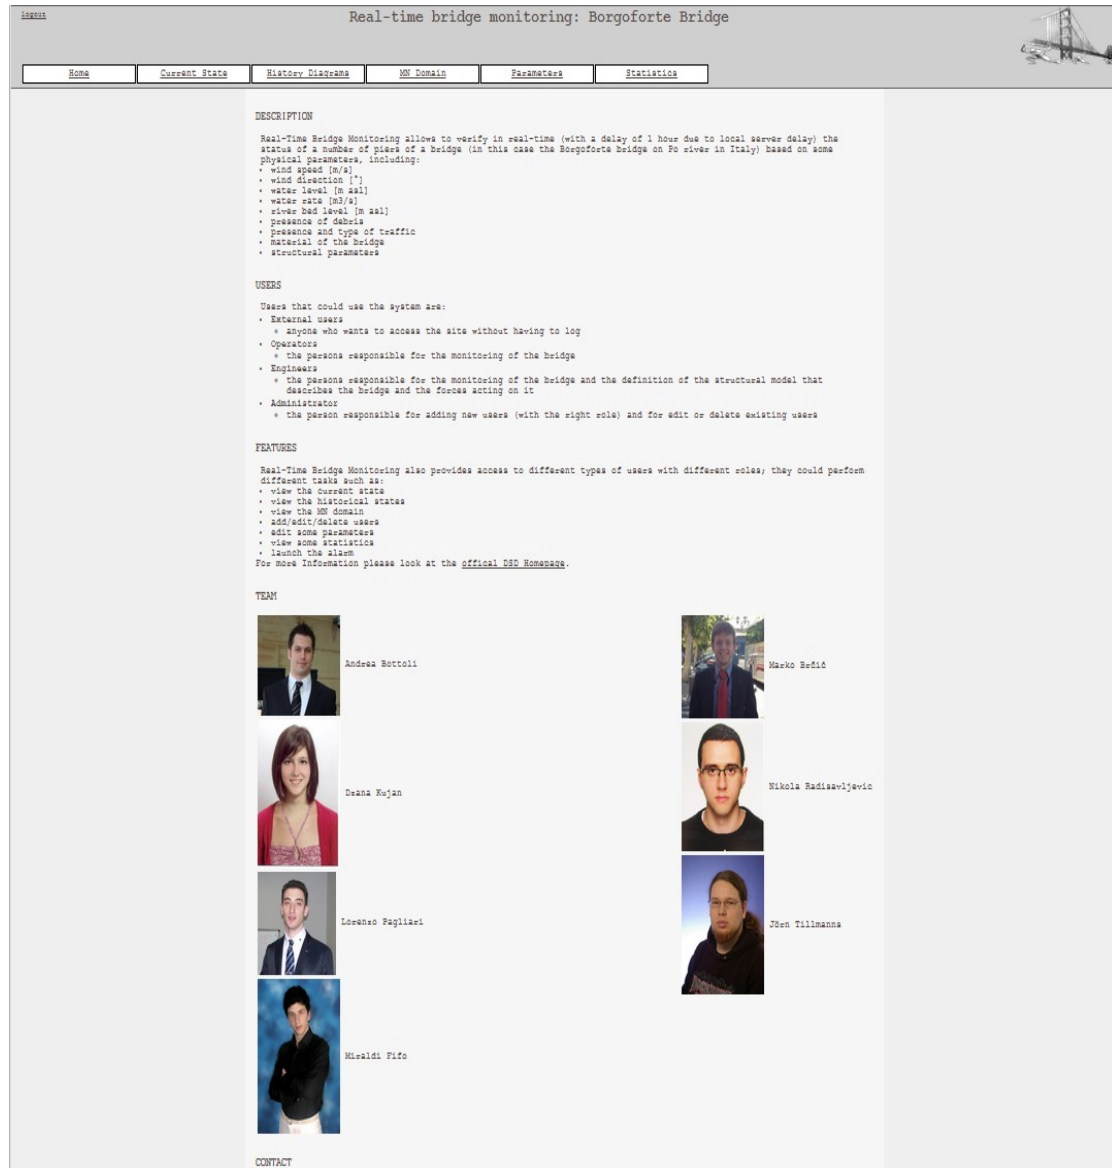 Logout
Real-time bridge monitoring: Borgoforte Bridge
Home
Current State
History Diagrams
MN Domain
Parameters
Statistics
DESCRIPTION
Real-Time Bridge Monitoring allows to verify in real-time (with a delay of 1 hour due to local server delay) the
status of a number of piers of a bridge (in this case the Borgoforte bridge on Po river in Italy) based on some
physical parameters, including:
• wind speed [m/s]
• wind direction [°]
• water level [m asl]
• water rate [m3/s]
• river bed level [m asl]
• presence of debris
• presence and type of traffic
• material of the bridge
• structural parameters
USERS
Users that could use the system are:
• External users
◦ anyone who wants to access the site without having to log
• Operators
◦ the persons responsible for the monitoring of the bridge
• Engineers
◦ the persons responsible for the monitoring of the bridge and the definition of the structural model that
describes the bridge and the forces acting on it
• Administrator
◦ the person responsible for adding new users (with the right role) and for edit or delete existing users
FEATURES
Real-Time Bridge Monitoring also provides access to different types of users with different roles; they could perform
different tasks such as:
• view the current state
• view the historical states
• view the MN domain
• add/edit/delete users
• edit some parameters
• view some statistics
• launch the alarm
For more Information please look at the offical DSD Homepage.
TEAM
Andrea Bottoli
Marko Brčić
Dzana Kujan
Nikola Radisavljevic
Lorenzo Pagliari
Jörn Tillmanns
Miraldi Fifo
CONTACT